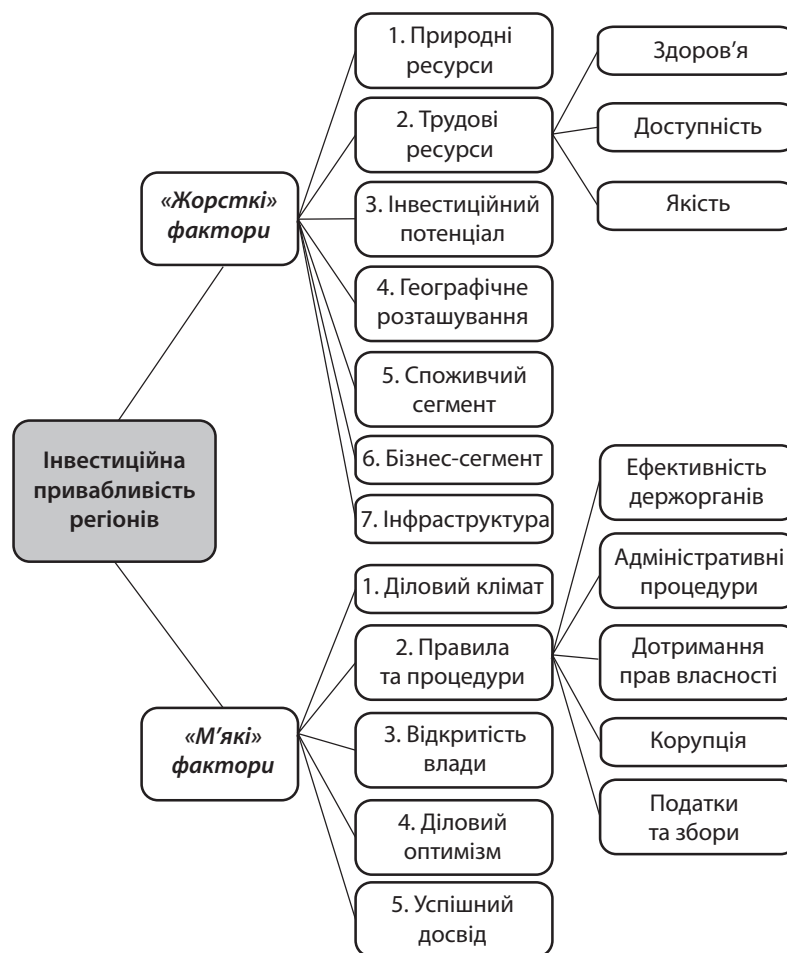 Інвестиційна
привабливість
регіонів
«Жорсткі»
фактори
1. Природні
ресурси
2. Трудові
ресурси
Здоров’я
Доступність
Якість
3. Інвестиційний
потенціал
4. Географічне
розташування
5. Споживчий
сегмент
6. Бізнес-сегмент
7. Інфраструктура
«М’які»
фактори
1. Діловий клімат
2. Правила
та процедури
Ефективність
держорганів
Адміністративні
процедури
Дотримання
прав власності
Корупція
Податки
та збори
3. Відкритість
влади
4. Діловий
оптимізм
5. Успішний
досвід